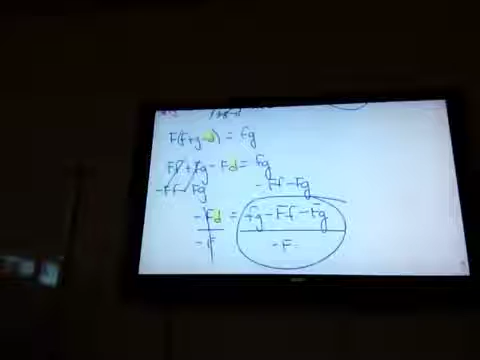 F(f+g-d) = fg
Ff + Fg - Fd = fg
-Ff - Fg - Ff - Fg
-Fd = fg - Ff - Fg
-F -F